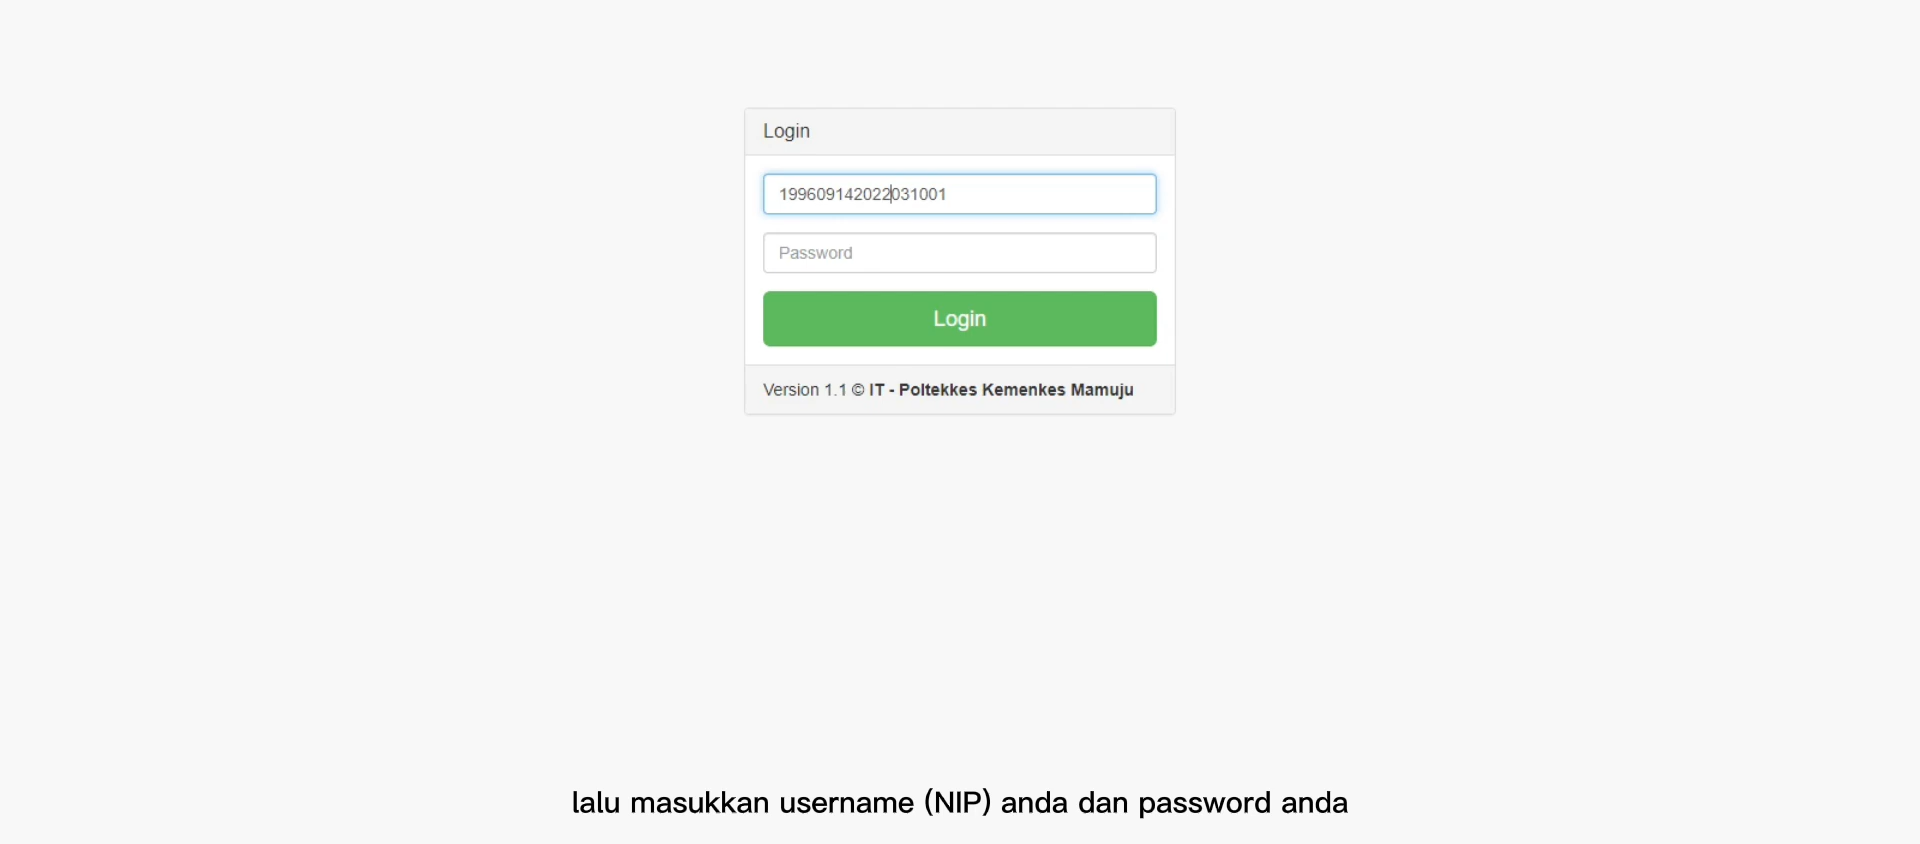 Login
199609142022031001
Password
Login
Version 1.1 © IT - Poltekkes Kemenkes Mamuju
lalu masukkan username (NIP) anda dan password anda